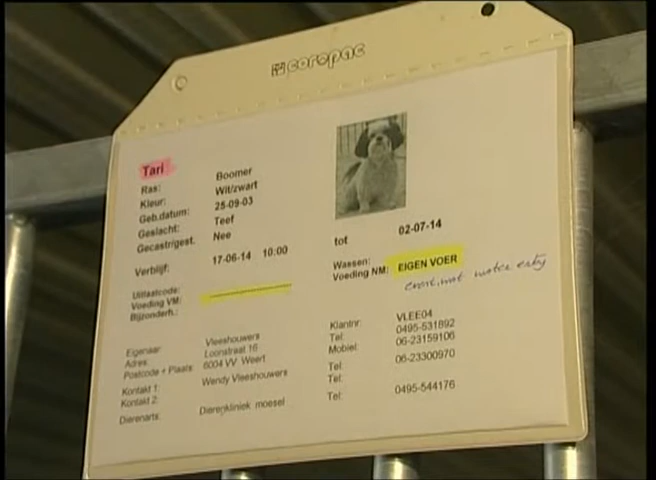 coropac
Tari
Ras: Boomer
Kleur: Wit/zwart
Geb.datum: 25-09-03
Geslacht: Teef
Gecastr/gest. Nee
Verblijf: 17-06-14 10:00 tot 02-07-14
Uitlaatcode: Wassen:
Voeding VM: Voeding NM: EIGEN VOER
Bijzonderh.:
Eigenaar: Vleeshouwers Klantnr: VLEE04
Adres: Loonstraat 16 Tel: 0495-531892
Postcode + Plaats 6004 VV Weert Mobiel: 06-23159106
Kontakt 1: Wendy Vleeshouwers Tel: 06-23300970
Kontakt 2: Tel:
Dierenarts: Dierenkliniek moesel Tel: 0495-544176